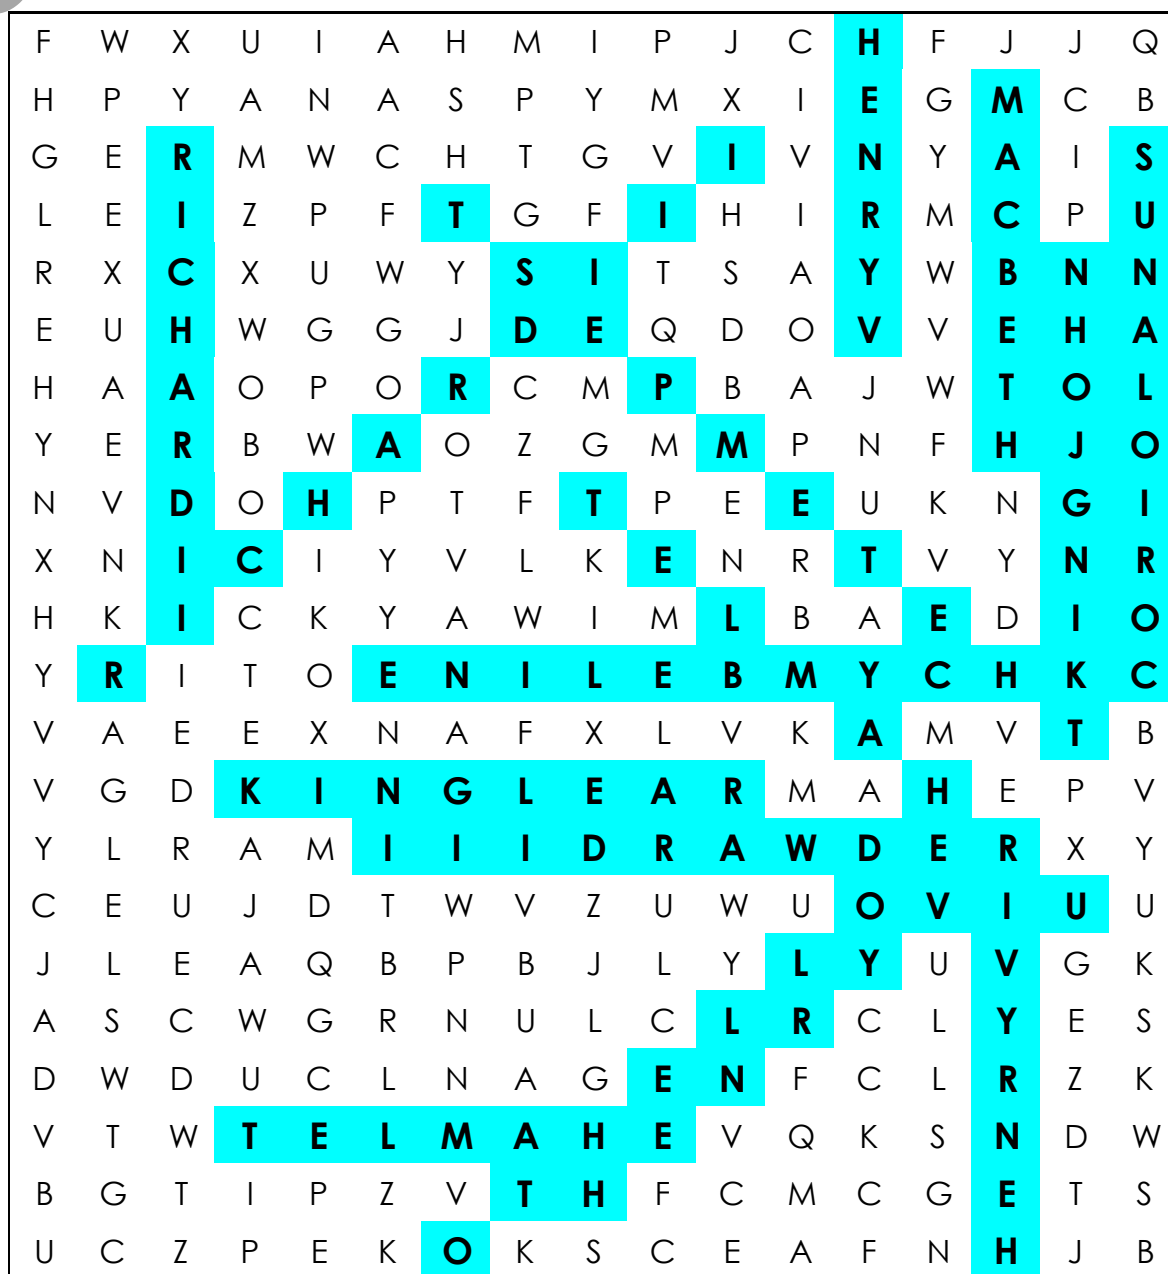 F W X U I A H M I P J C H F J J Q
H P Y A N A S P Y M X I E G M C B
G E R M W C H T G V I V N Y A I S
L E I Z P F T G F I H I R M C P U
R X C X U W Y S I T S A Y W B N N
E U H W G G J D E Q D O V V E H A
H A A O P O R C M P B A J W T O L
Y E R B W A O Z G M M P N F H J O
N V D O H P T F T P E E U K N G I
X N I C I Y V L K E N R T V Y N R
H K I C K Y A W I M L B A E D I O
Y R I T O E N I L E B M Y C H K C
V A E E X N A F X L V K A M V T B
V G D K I N G L E A R M A H E P V
Y L R A M I I I D R A W D E R X Y
C E U J D T W V Z U W U O V I U U
J L E A Q B P B J L Y L Y U V G K
A S C W G R N U L C L R C L Y E S
D W D U C L N A G E N F C L R Z K
V T W T E L M A H E V Q K S N D W
B G T I P Z V T H F C M C G E T S
U C Z P E K O K S C E A F N H J B